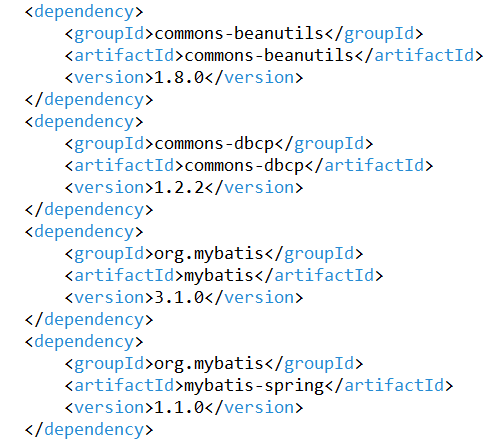 <dependency>
    <groupId>commons-beanutils</groupId>
    <artifactId>commons-beanutils</artifactId>
    <version>1.8.0</version>
</dependency>
<dependency>
    <groupId>commons-dbcp</groupId>
    <artifactId>commons-dbcp</artifactId>
    <version>1.2.2</version>
</dependency>
<dependency>
    <groupId>org.mybatis</groupId>
    <artifactId>mybatis</artifactId>
    <version>3.1.0</version>
</dependency>
<dependency>
    <groupId>org.mybatis</groupId>
    <artifactId>mybatis-spring</artifactId>
    <version>1.1.0</version>
</dependency>